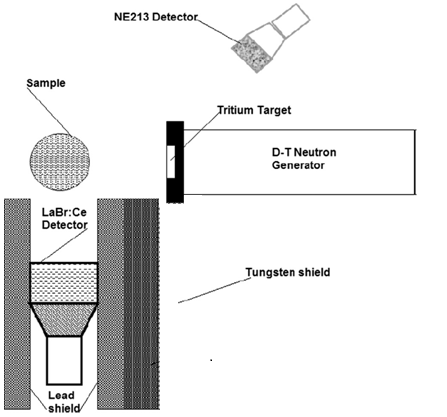 NE213 Detector
Sample
Tritium Target
D-T Neutron
Generator
LaBr:Ce
Detector
Tungsten shield
Lead
shield